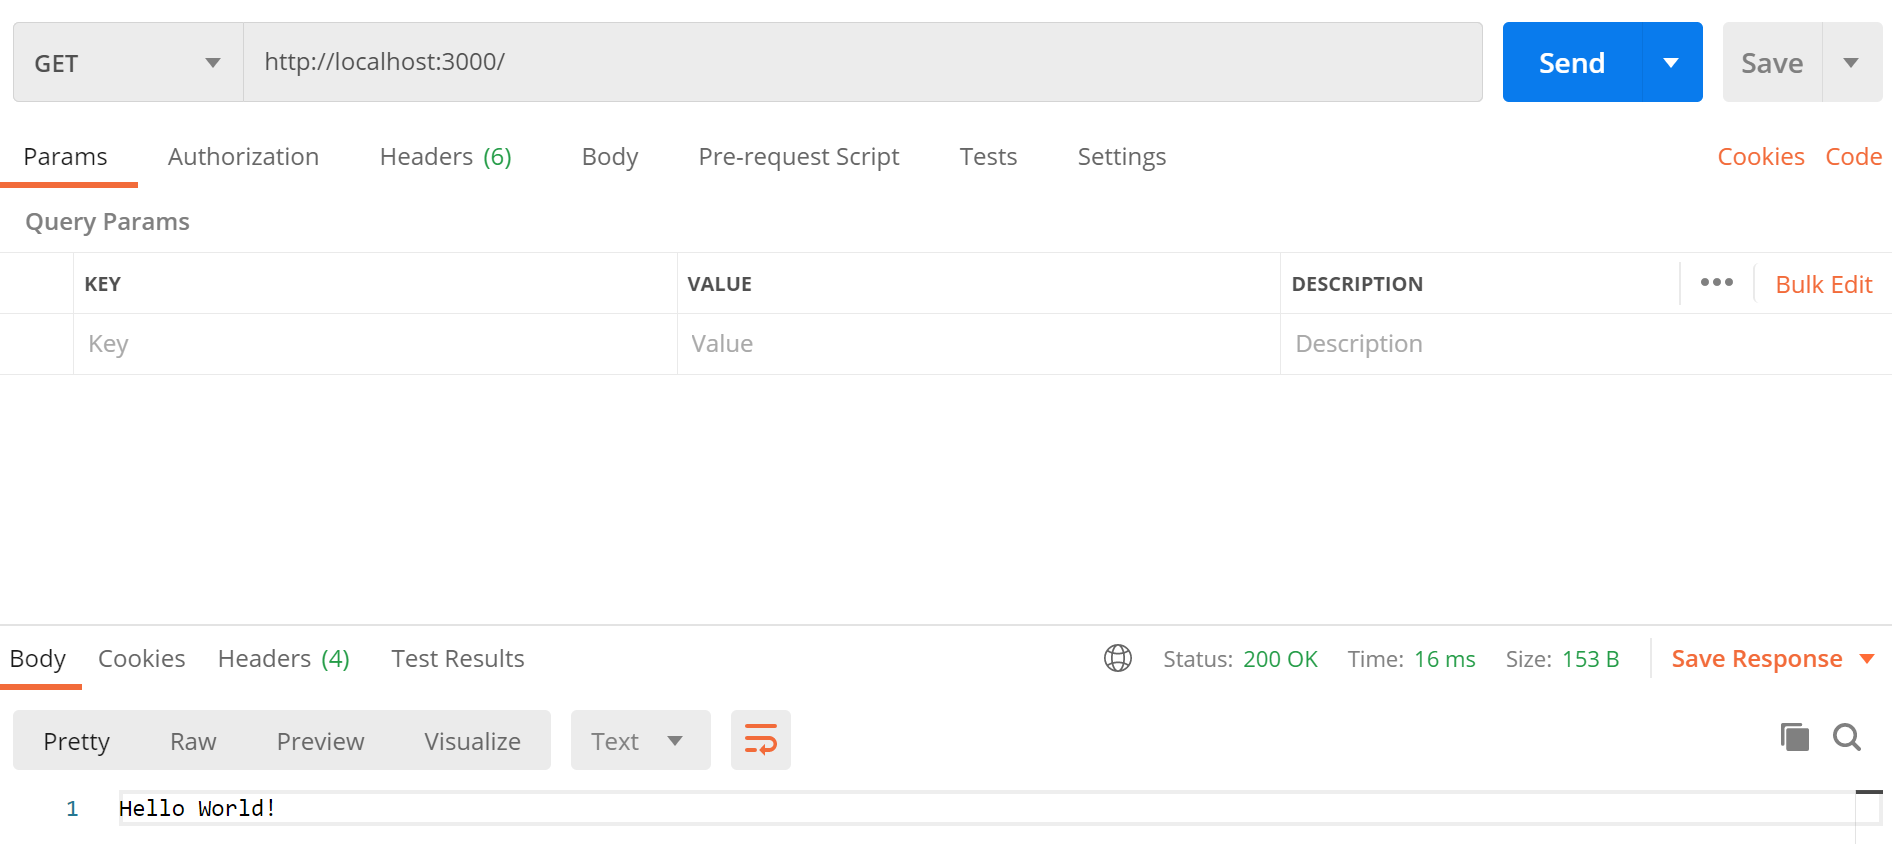 GET http://localhost:3000/ Send Save
Params Authorization Headers (6) Body Pre-request Script Tests Settings Cookies Code
Query Params
KEY VALUE DESCRIPTION ••• Bulk Edit
Key Value Description
Body Cookies Headers (4) Test Results Status: 200 OK Time: 16 ms Size: 153 B Save Response
Pretty Raw Preview Visualize Text
1 Hello World!